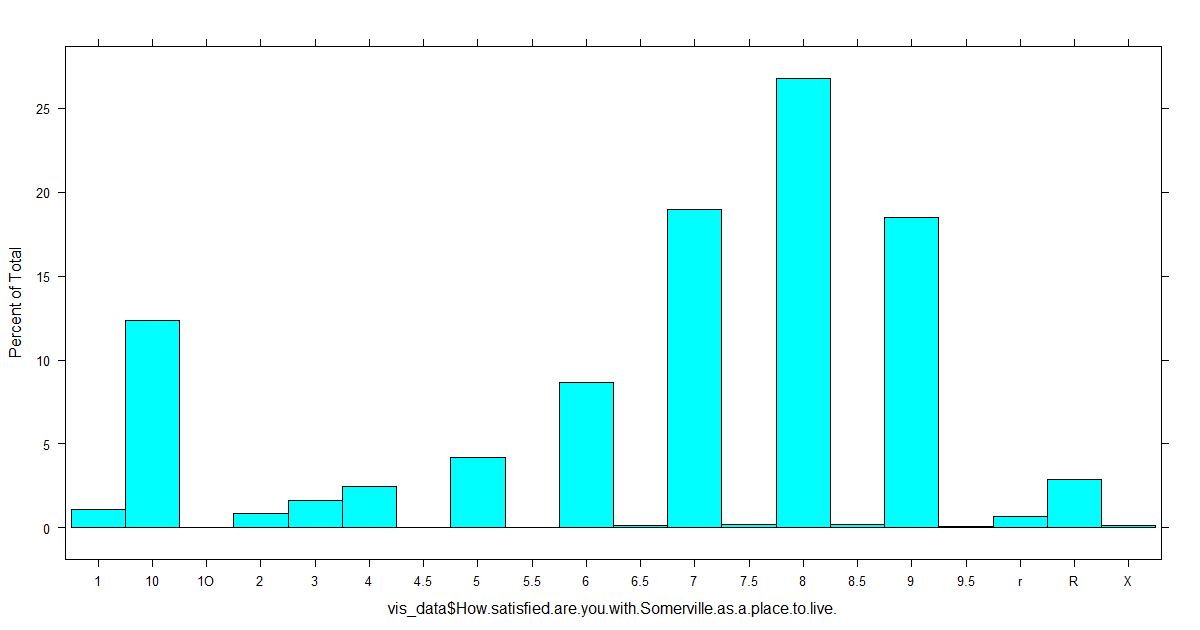 Percent of Total
25
20
15
10
5
0
1 10 1O 2 3 4 4.5 5 5.5 6 6.5 7 7.5 8 8.5 9 9.5 r R X
vis_data$How.satisfied.are.you.with.Somerville.as.a.place.to.live.